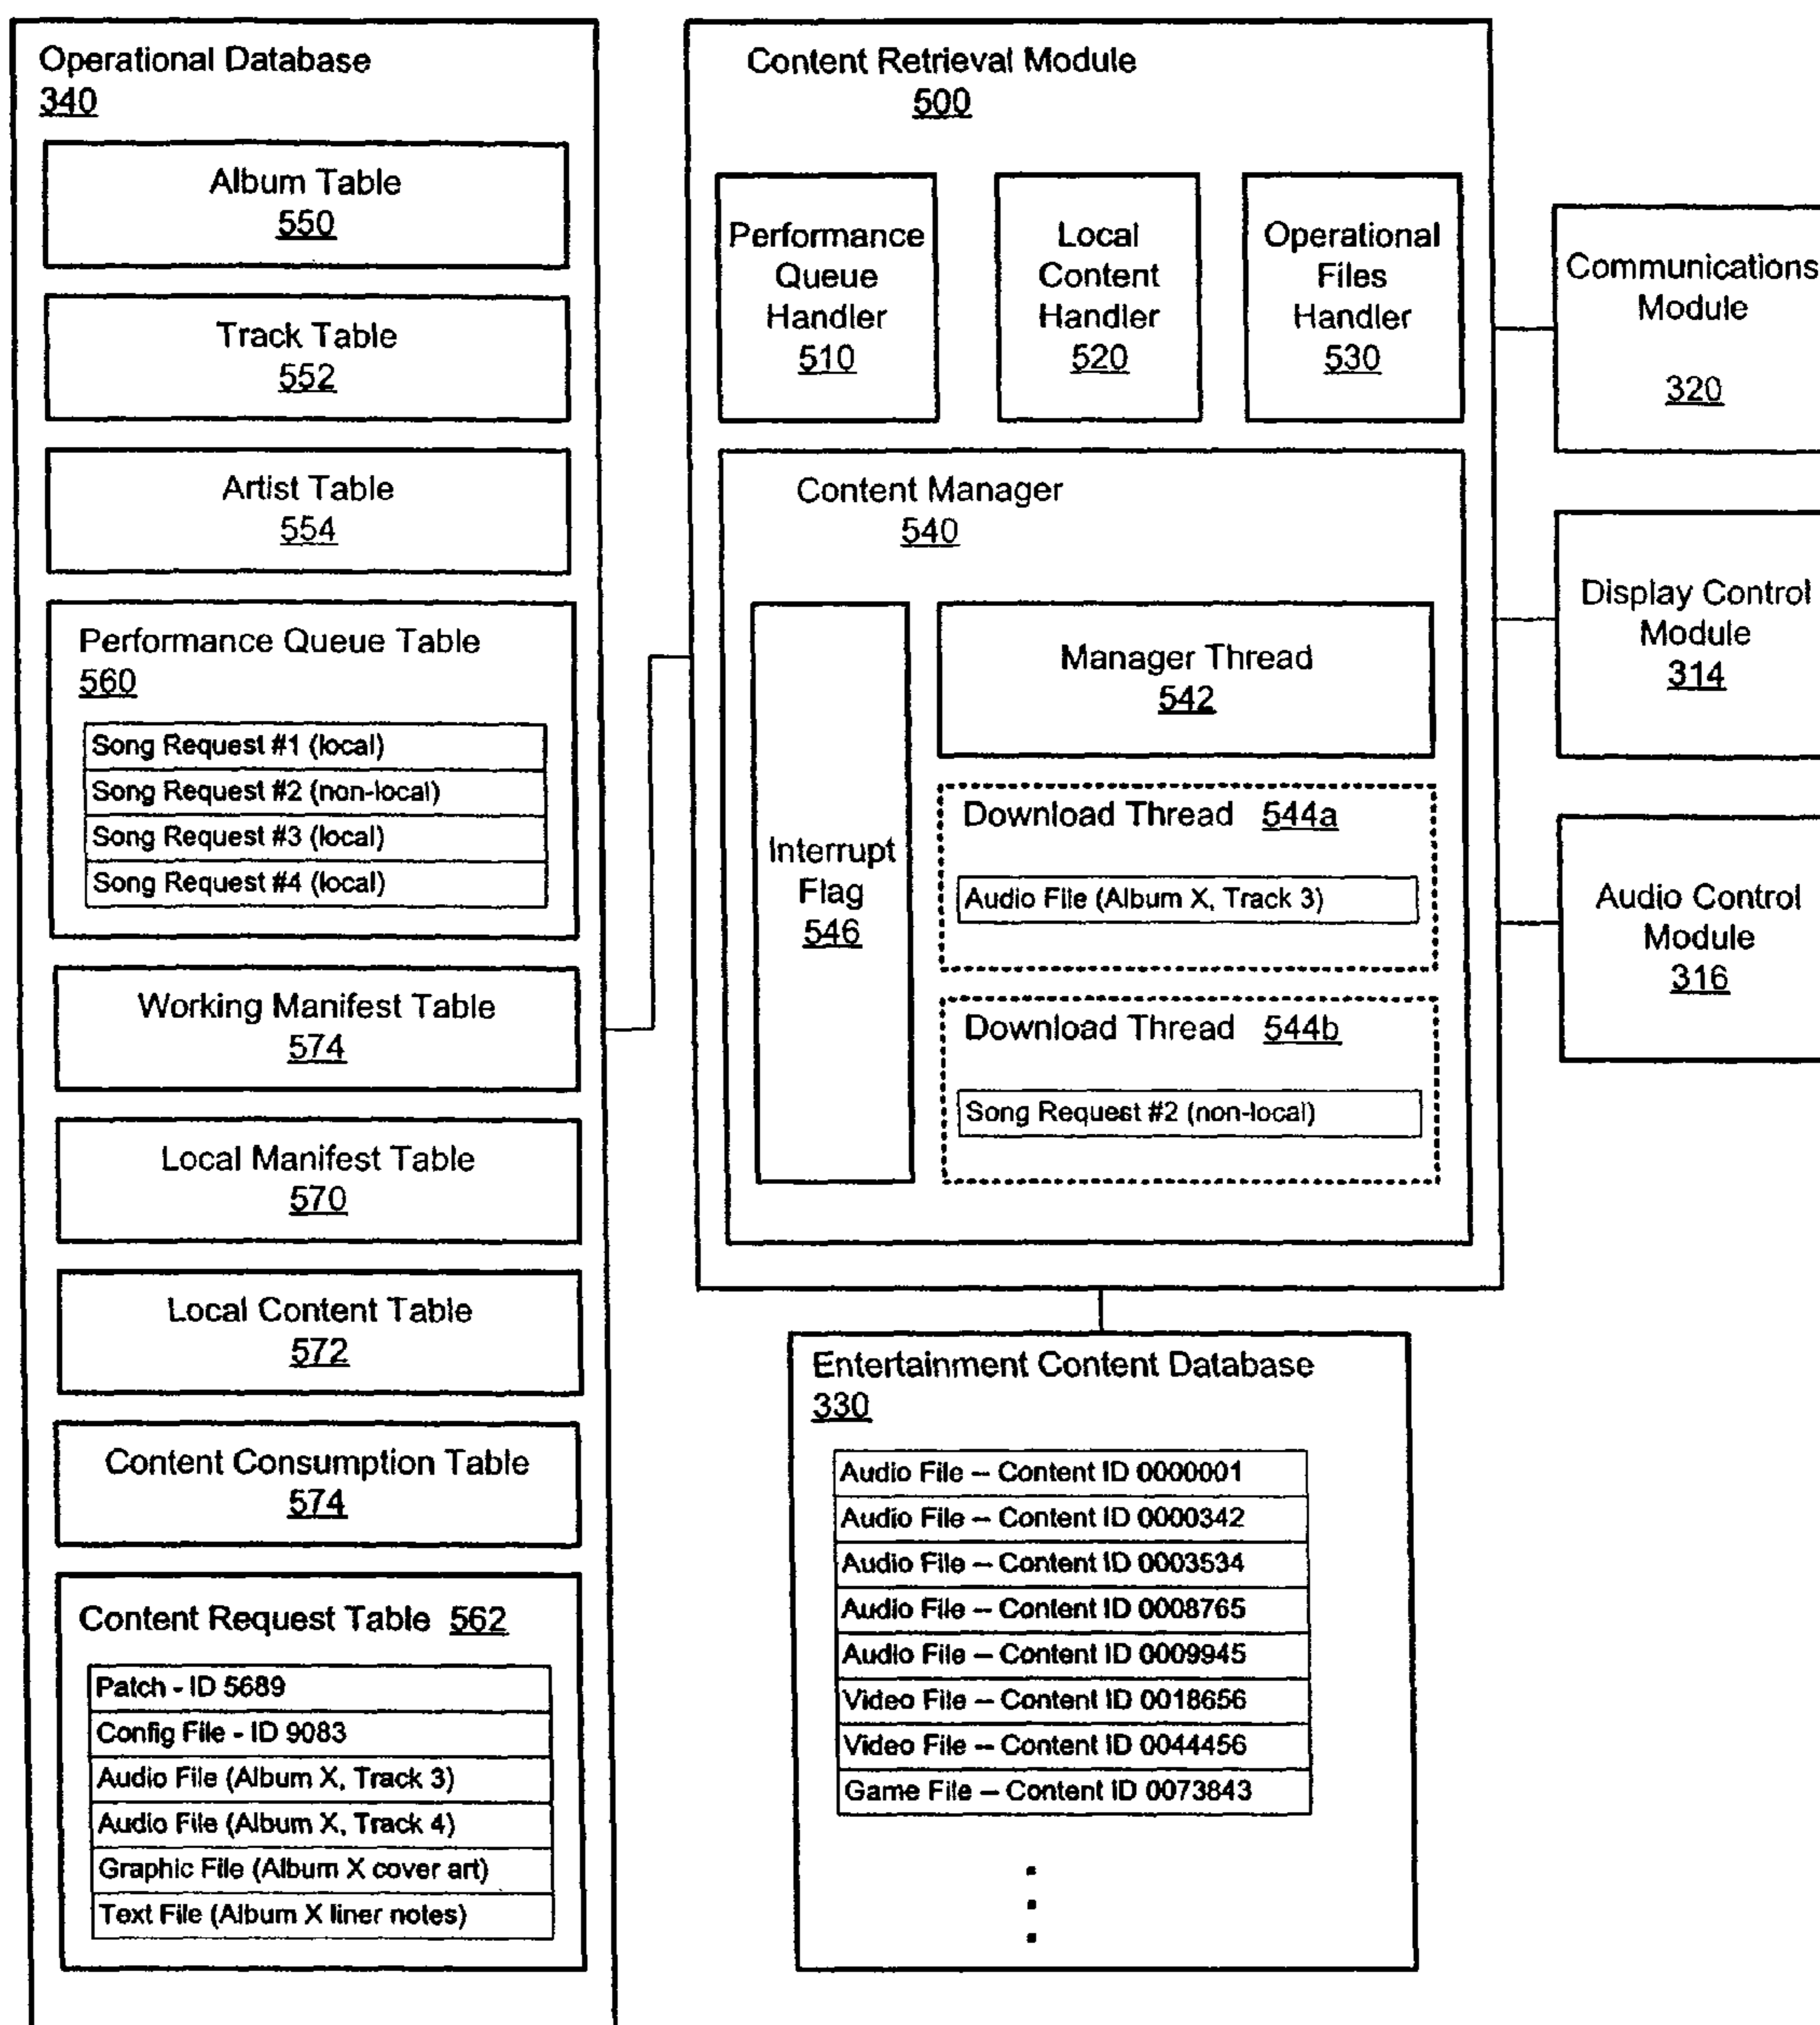 Operational Database
340
Album Table
550
Track Table
552
Artist Table
554
Performance Queue Table
560
Song Request #1 (local)
Song Request #2 (non-local)
Song Request #3 (local)
Song Request #4 (local)
Working Manifest Table
574
Local Manifest Table
570
Local Content Table
572
Content Consumption Table
574
Content Request Table 562
Patch - ID 5689
Config File - ID 9083
Audio File (Album X, Track 3)
Audio File (Album X, Track 4)
Graphic File (Album X cover art)
Text File (Album X liner notes)
Content Retrieval Module
500
Performance
Queue
Handler
510
Local
Content
Handler
520
Operational
Files
Handler
530
Content Manager
540
Interrupt
Flag
546
Manager Thread
542
Download Thread 544a
Audio File (Album X, Track 3)
Download Thread 544b
Song Request #2 (non-local)
Entertainment Content Database
330
Audio File – Content ID 0000001
Audio File – Content ID 0000342
Audio File – Content ID 0003534
Audio File – Content ID 0008765
Audio File – Content ID 0009945
Video File – Content ID 0018656
Video File – Content ID 0044456
Game File – Content ID 0073843
Communications
Module
320
Display Control
Module
314
Audio Control
Module
316